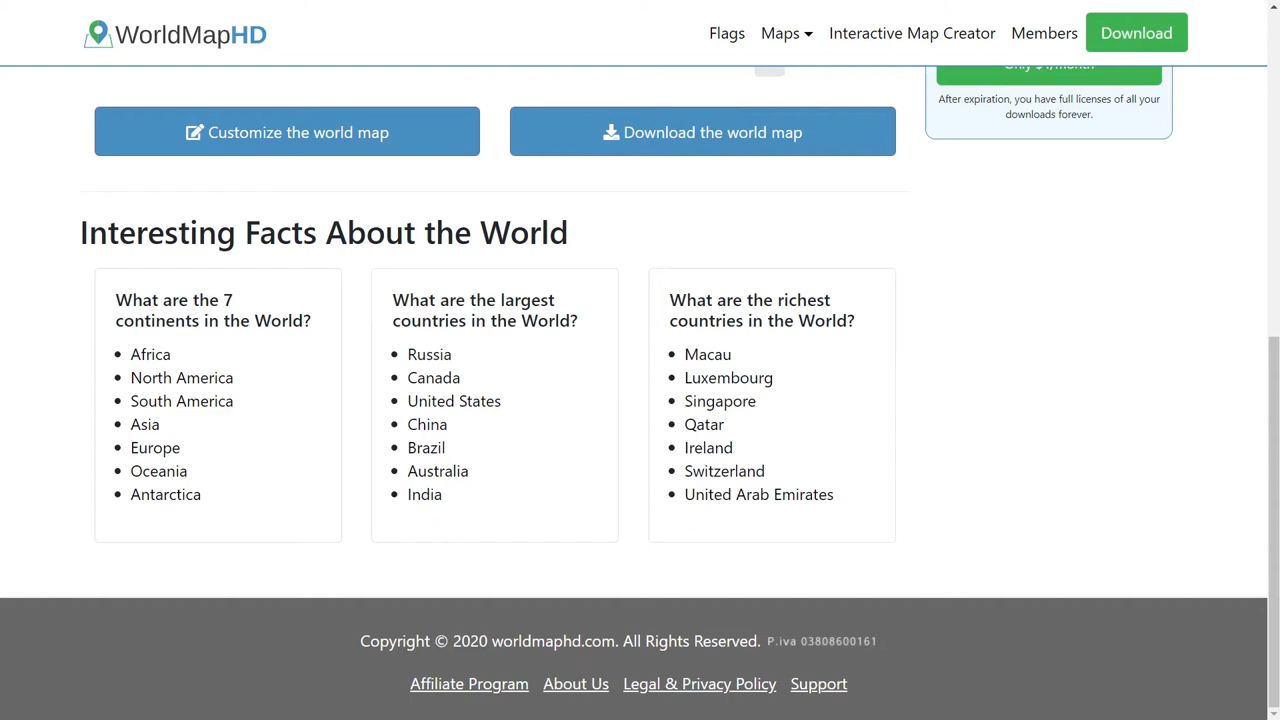 WorldMapHD
Flags Maps Interactive Map Creator Members Download
Only $1/month
After expiration, you have full licenses of all your
downloads forever.
Customize the world map
Download the world map
Interesting Facts About the World
What are the 7
continents in the World?
Africa
North America
South America
Asia
Europe
Oceania
Antarctica
What are the largest
countries in the World?
Russia
Canada
United States
China
Brazil
Australia
India
What are the richest
countries in the World?
Macau
Luxembourg
Singapore
Qatar
Ireland
Switzerland
United Arab Emirates
Copyright © 2020 worldmaphd.com. All Rights Reserved. P.iva 03808600161
Affiliate Program About Us Legal & Privacy Policy Support